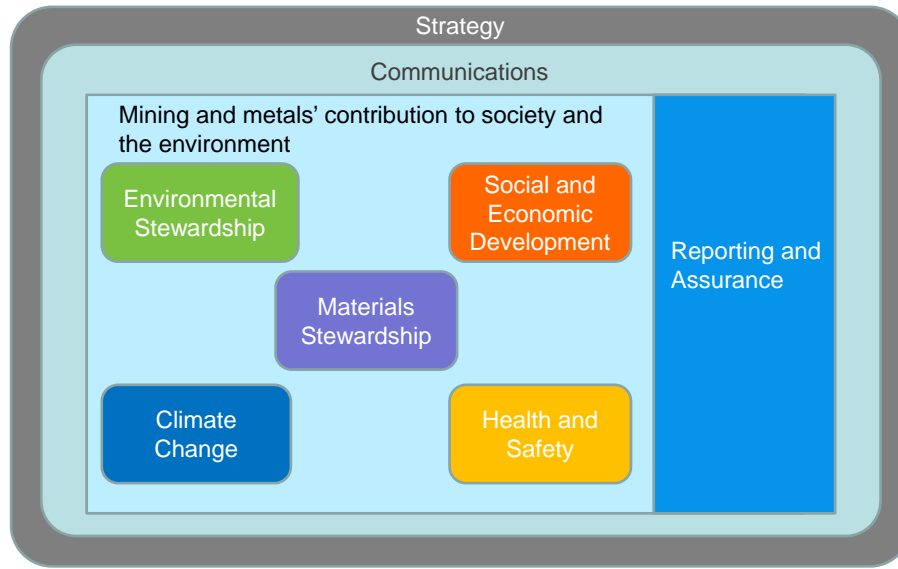 Strategy
Communications
Mining and metals' contribution to society and
the environment
Environmental
Stewardship
Social and
Economic
Development
Reporting and
Assurance
Materials
Stewardship
Climate
Change
Health and
Safety